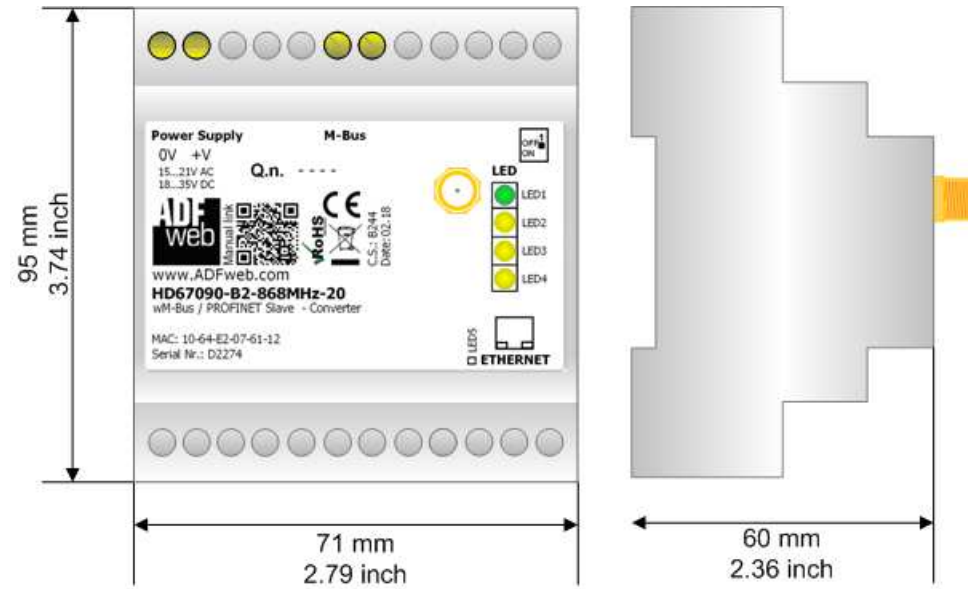 Power Supply
M-Bus
0V +V
15...21V AC
18...35V DC
Q.n. - - - -
OFF 1
ON
LED
LED1
LED2
LED3
LED4
ADF
web
Manual link
RoHS
CE
C.S.: B244
Date: 02.18
www.ADFweb.com
HD67090-B2-868MHz-20
wM-Bus / PROFINET Slave - Converter
MAC: 10-64-E2-07-61-12
Serial Nr.: D2274
LED5
ETHERNET
95 mm
3.74 inch
71 mm
2.79 inch
60 mm
2.36 inch